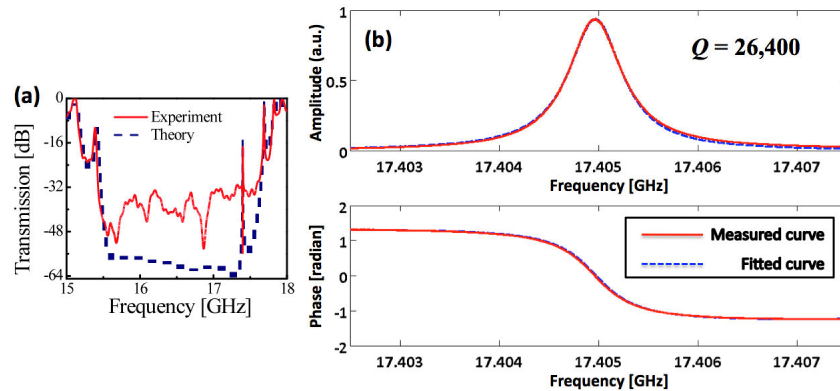 (a)
Transmission [dB]
0
-16
-32
-48
-64
Experiment
Theory
15
16
17
18
Frequency [GHz]
(b)
Q = 26,400
Amplitude (a.u.)
1
0.5
0
17.403
17.404
17.405
17.406
17.407
Frequency [GHz]
Phase [radian]
2
1
0
-1
-2
Measured curve
Fitted curve
17.403
17.404
17.405
17.406
17.407
Frequency [GHz]